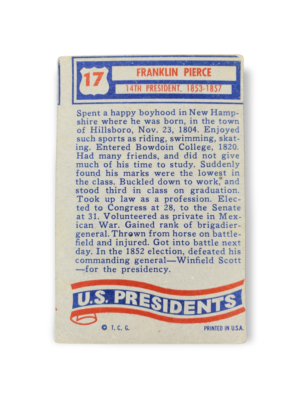 17
FRANKLIN PIERCE
14TH PRESIDENT, 1853-1857
Spent a happy boyhood in New Hamp-
shire where he was born, in the town
of Hillsboro, Nov. 23, 1804. Enjoyed
such sports as riding, swimming, skat-
ing. Entered Bowdoin College, 1820.
Had many friends, and did not give
much of his time to study. Suddenly
found his marks were the lowest in
the class. Buckled down to work, and
stood third in class on graduation.
Took up law as a profession. Elec-
ted to Congress at 28, to the Senate
at 31. Volunteered as private in Mex-
ican War. Gained rank of brigadier-
general. Thrown from horse on battle-
field and injured. Got into battle next
day. In the 1852 election, defeated his
commanding general—Winfield Scott
—for the presidency.
U.S. PRESIDENTS
© T. C. G.
PRINTED IN U.S.A.